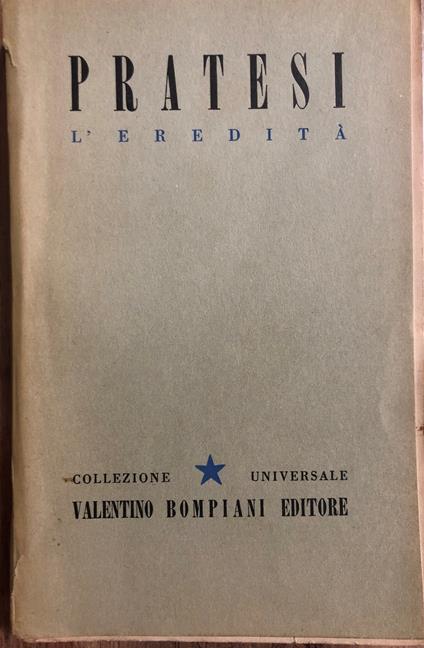 PRATESI
L'EREDITÀ
COLLEZIONE UNIVERSALE
VALENTINO BOMPIANI EDITORE